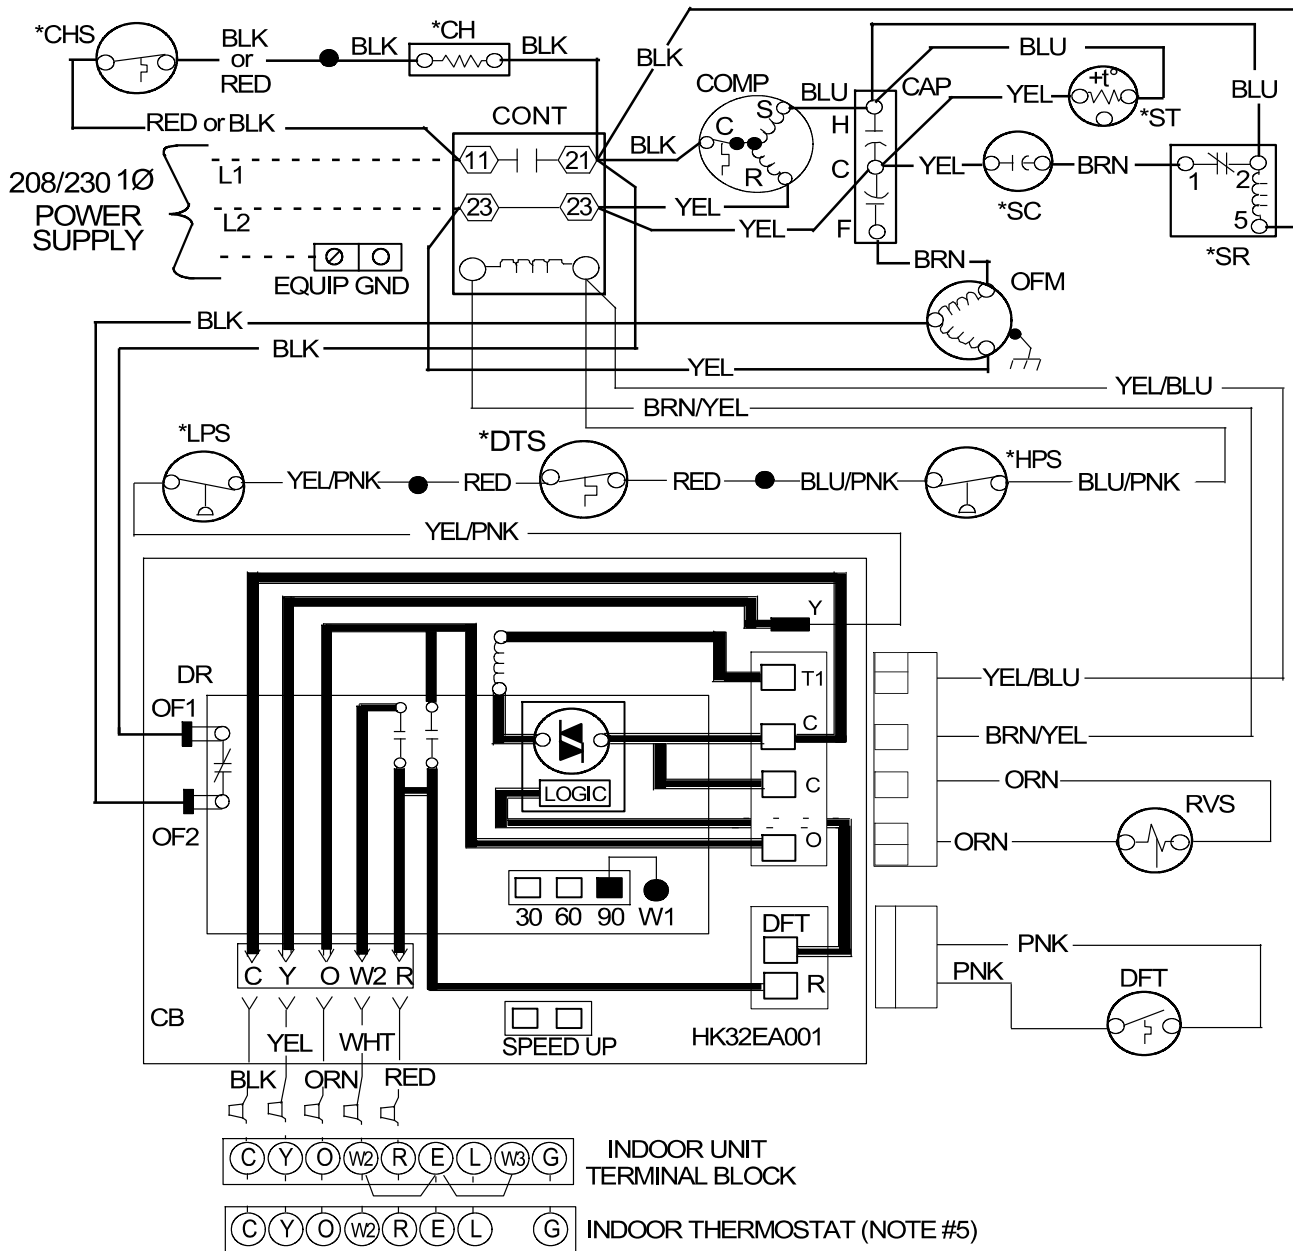 *CHS
BLK
or
RED
BLK
*CH
BLK
BLK
COMP
BLU
CAP
BLU
BLU
+t°
YEL
*ST
RED or BLK
CONT
S
H
11
21
BLK
C
C
YEL
*SC
BRN
1
2
5
*SR
L1
208/230 1Ø
POWER
SUPPLY
L2
23
23
R
YEL
YEL
F
BRN
OFM
EQUIP GND
BLK
BLK
YEL
YEL/BLU
BRN/YEL
*LPS
*DTS
*HPS
YEL/PNK
RED
RED
BLU/PNK
BLU/PNK
YEL/PNK
Y
DR
T1
YEL/BLU
OF1
C
BRN/YEL
LOGIC
C
ORN
RVS
OF2
O
ORN
30 60 90 W1
DFT
PNK
C Y O W2 R
R
PNK
DFT
CB
SPEED UP
HK32EA001
YEL WHT
BLK ORN RED
C Y O W2 R E L W3 G
INDOOR UNIT
TERMINAL BLOCK
C Y O W2 R E L G
INDOOR THERMOSTAT (NOTE #5)